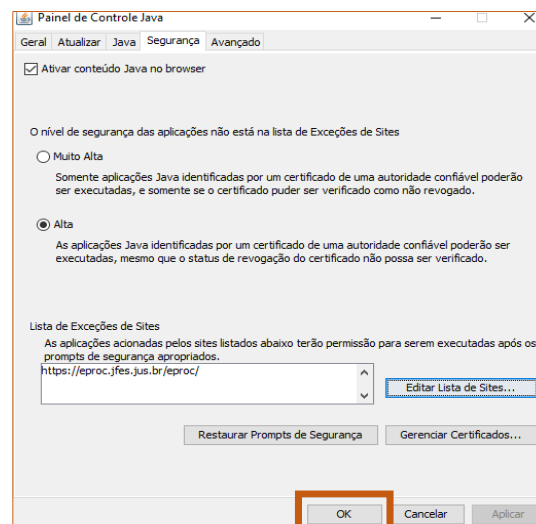 Painel de Controle Java
Geral Atualizar Java Segurança Avançado
Ativar conteúdo Java no browser
O nível de segurança das aplicações não está na lista de Exceções de Sites
Muito Alta
Somente aplicações Java identificadas por um certificado de uma autoridade confiável poderão
ser executadas, e somente se o certificado puder ser verificado como não revogado.
Alta
As aplicações Java identificadas por um certificado de uma autoridade confiável poderão ser
executadas, mesmo que o status de revogação do certificado não possa ser verificado.
Lista de Exceções de Sites
As aplicações acionadas pelos sites listados abaixo terão permissão para serem executadas após os
prompts de segurança apropriados.
https://eproc.jfes.jus.br/eproc/
Editar Lista de Sites...
Restaurar Prompts de Segurança Gerenciar Certificados...
OK Cancelar Aplicar